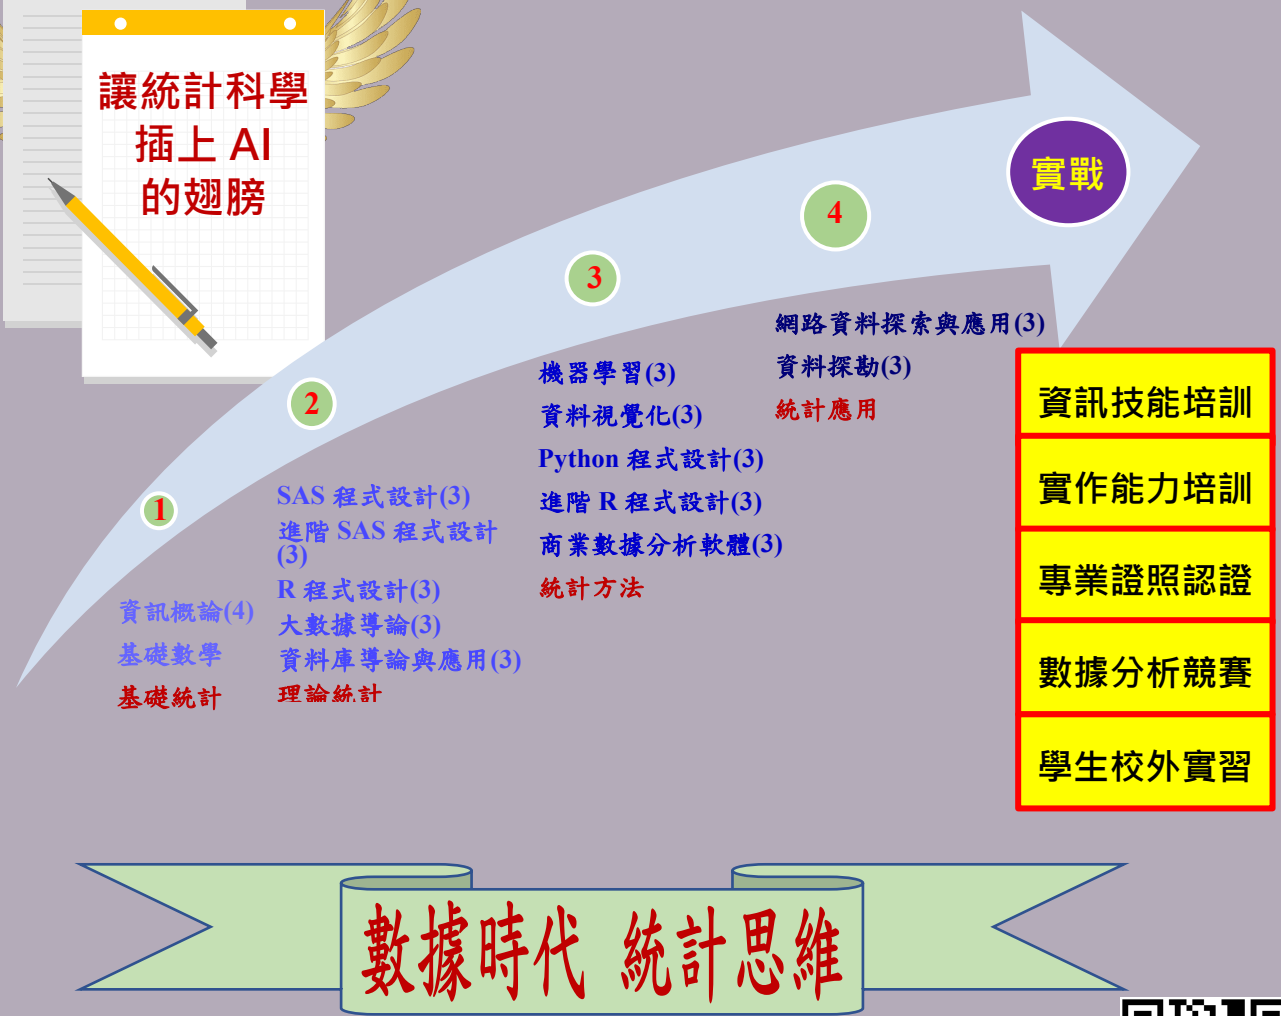 讓統計科學
插上 AI
的翅膀
1
資訊概論(4)
基礎數學
基礎統計
2
SAS 程式設計(3)
進階 SAS 程式設計
(3)
R 程式設計(3)
大數據導論(3)
資料庫導論與應用(3)
理論統計
3
機器學習(3)
資料視覺化(3)
Python 程式設計(3)
進階 R 程式設計(3)
商業數據分析軟體(3)
統計方法
4
網路資料探索與應用(3)
資料探勘(3)
統計應用
實戰
資訊技能培訓
實作能力培訓
專業證照認證
數據分析競賽
學生校外實習
數據時代 統計思維